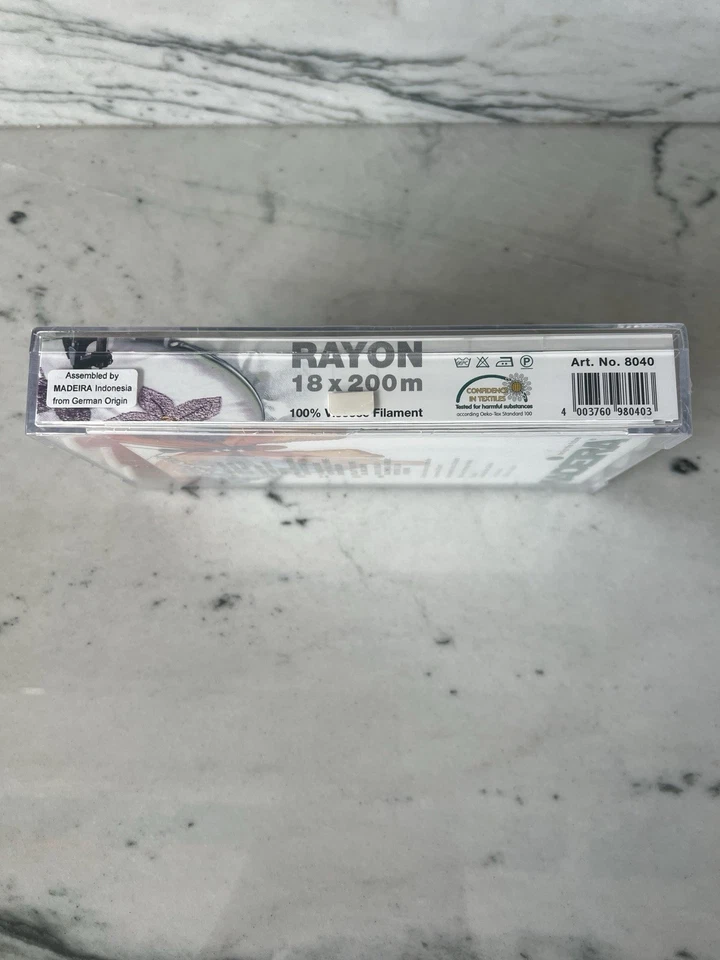 RAYON
18 x 200 m
100% Filament
Assembled by
MADEIRA Indonesia
from German Origin
P
CONFIDENCE
IN TEXTILES
Tested for harmful substances
according Oeko-Tex Standard 100
Art. No. 8040
4 003760 980403